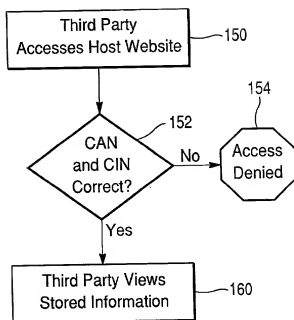 Third Party
Accesses Host Website
150
152
154
CAN
and CIN
Correct?
No
Access
Denied
Yes
Third Party Views
Stored Information
160